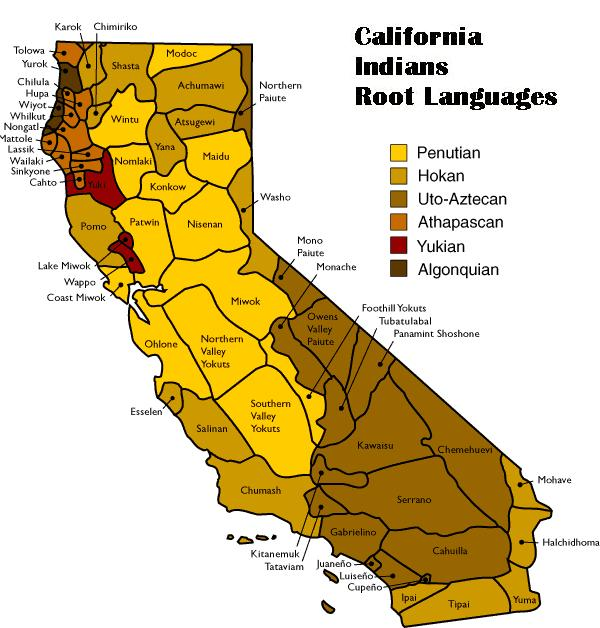 California
Indians
Root Languages
Penutian
Hokan
Uto-Aztecan
Athapascan
Yukian
Algonquian
Karok
Chimiriko
Tolowa
Yurok
Chilula
Hupa
Wiyot
Whilkut
Nongatl
Mattole
Lassik
Wailaki
Sinkyone
Cahto
Shasta
Modoc
Achumawi
Northern
Paiute
Wintu
Atsugewi
Yana
Maidu
Nomlaki
Yuki
Konkow
Washo
Pomo
Patwin
Nisenan
Lake Miwok
Wappo
Coast Miwok
Mono
Paiute
Monache
Miwok
Foothill Yokuts
Tubatulabal
Panamint Shoshone
Owens
Valley
Paiute
Ohlone
Northern
Valley
Yokuts
Esselen
Southern
Valley
Yokuts
Salinan
Kawaisu
Chemehuevi
Mohave
Chumash
Serrano
Gabrielino
Halchidhoma
Kitanemuk
Tataviam
Cahuilla
Juaneño
Luiseño
Cupeño
Ipai
Tipai
Yuma